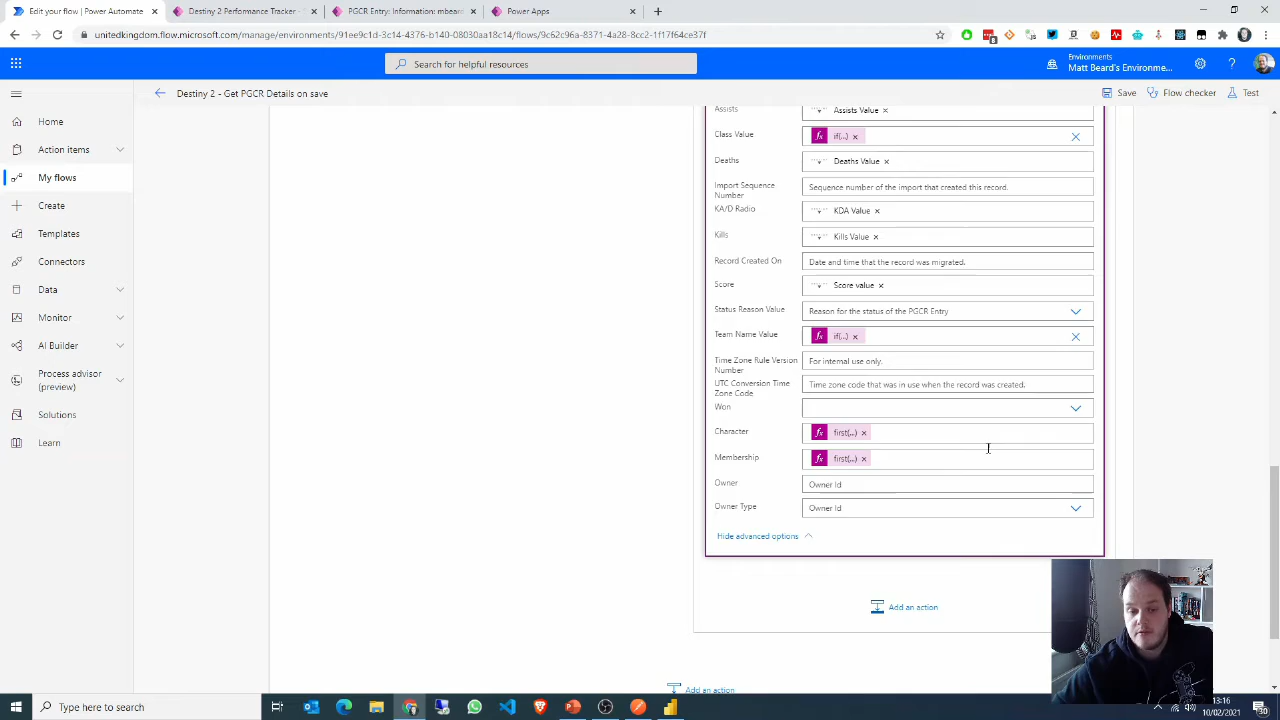 Edit your flow | Power Automate
Destiny 2 Perfomance Tracker -
PGCR Entry: Information: mbeard
Power Apps
unitedkingdom.flow.microsoft.com/manage/environments/91ee9c1d-3c14-4376-b140-08030aa18c14/flows/9c62c96a-8371-4a28-8cc2-1f17f64ce37f
Search for helpful resources
Environments
Matt Beard's Environme...
Destiny 2 - Get PGCR Details on save
Save
Flow checker
Test
Home
Action items
My flows
Create
Templates
Connectors
Data
Monitor
AI Builder
Process advisor
(preview)
Solutions
Learn
Assists
Assists Value
Class Value
if(...)
Deaths
Deaths Value
Import Sequence
Number
Sequence number of the import that created this record.
KA/D Radio
KDA Value
Kills
Kills Value
Record Created On
Date and time that the record was migrated.
Score
Score value
Status Reason Value
Reason for the status of the PGCR Entry
Team Name Value
if(...)
Time Zone Rule Version
Number
For internal use only.
UTC Conversion Time
Zone Code
Time zone code that was in use when the record was created.
Won
Character
first(...)
Membership
first(...)
Owner
Owner Id
Owner Type
Owner Id
Hide advanced options
Add an action
Add an action
Type here to search
13:16
10/02/2021